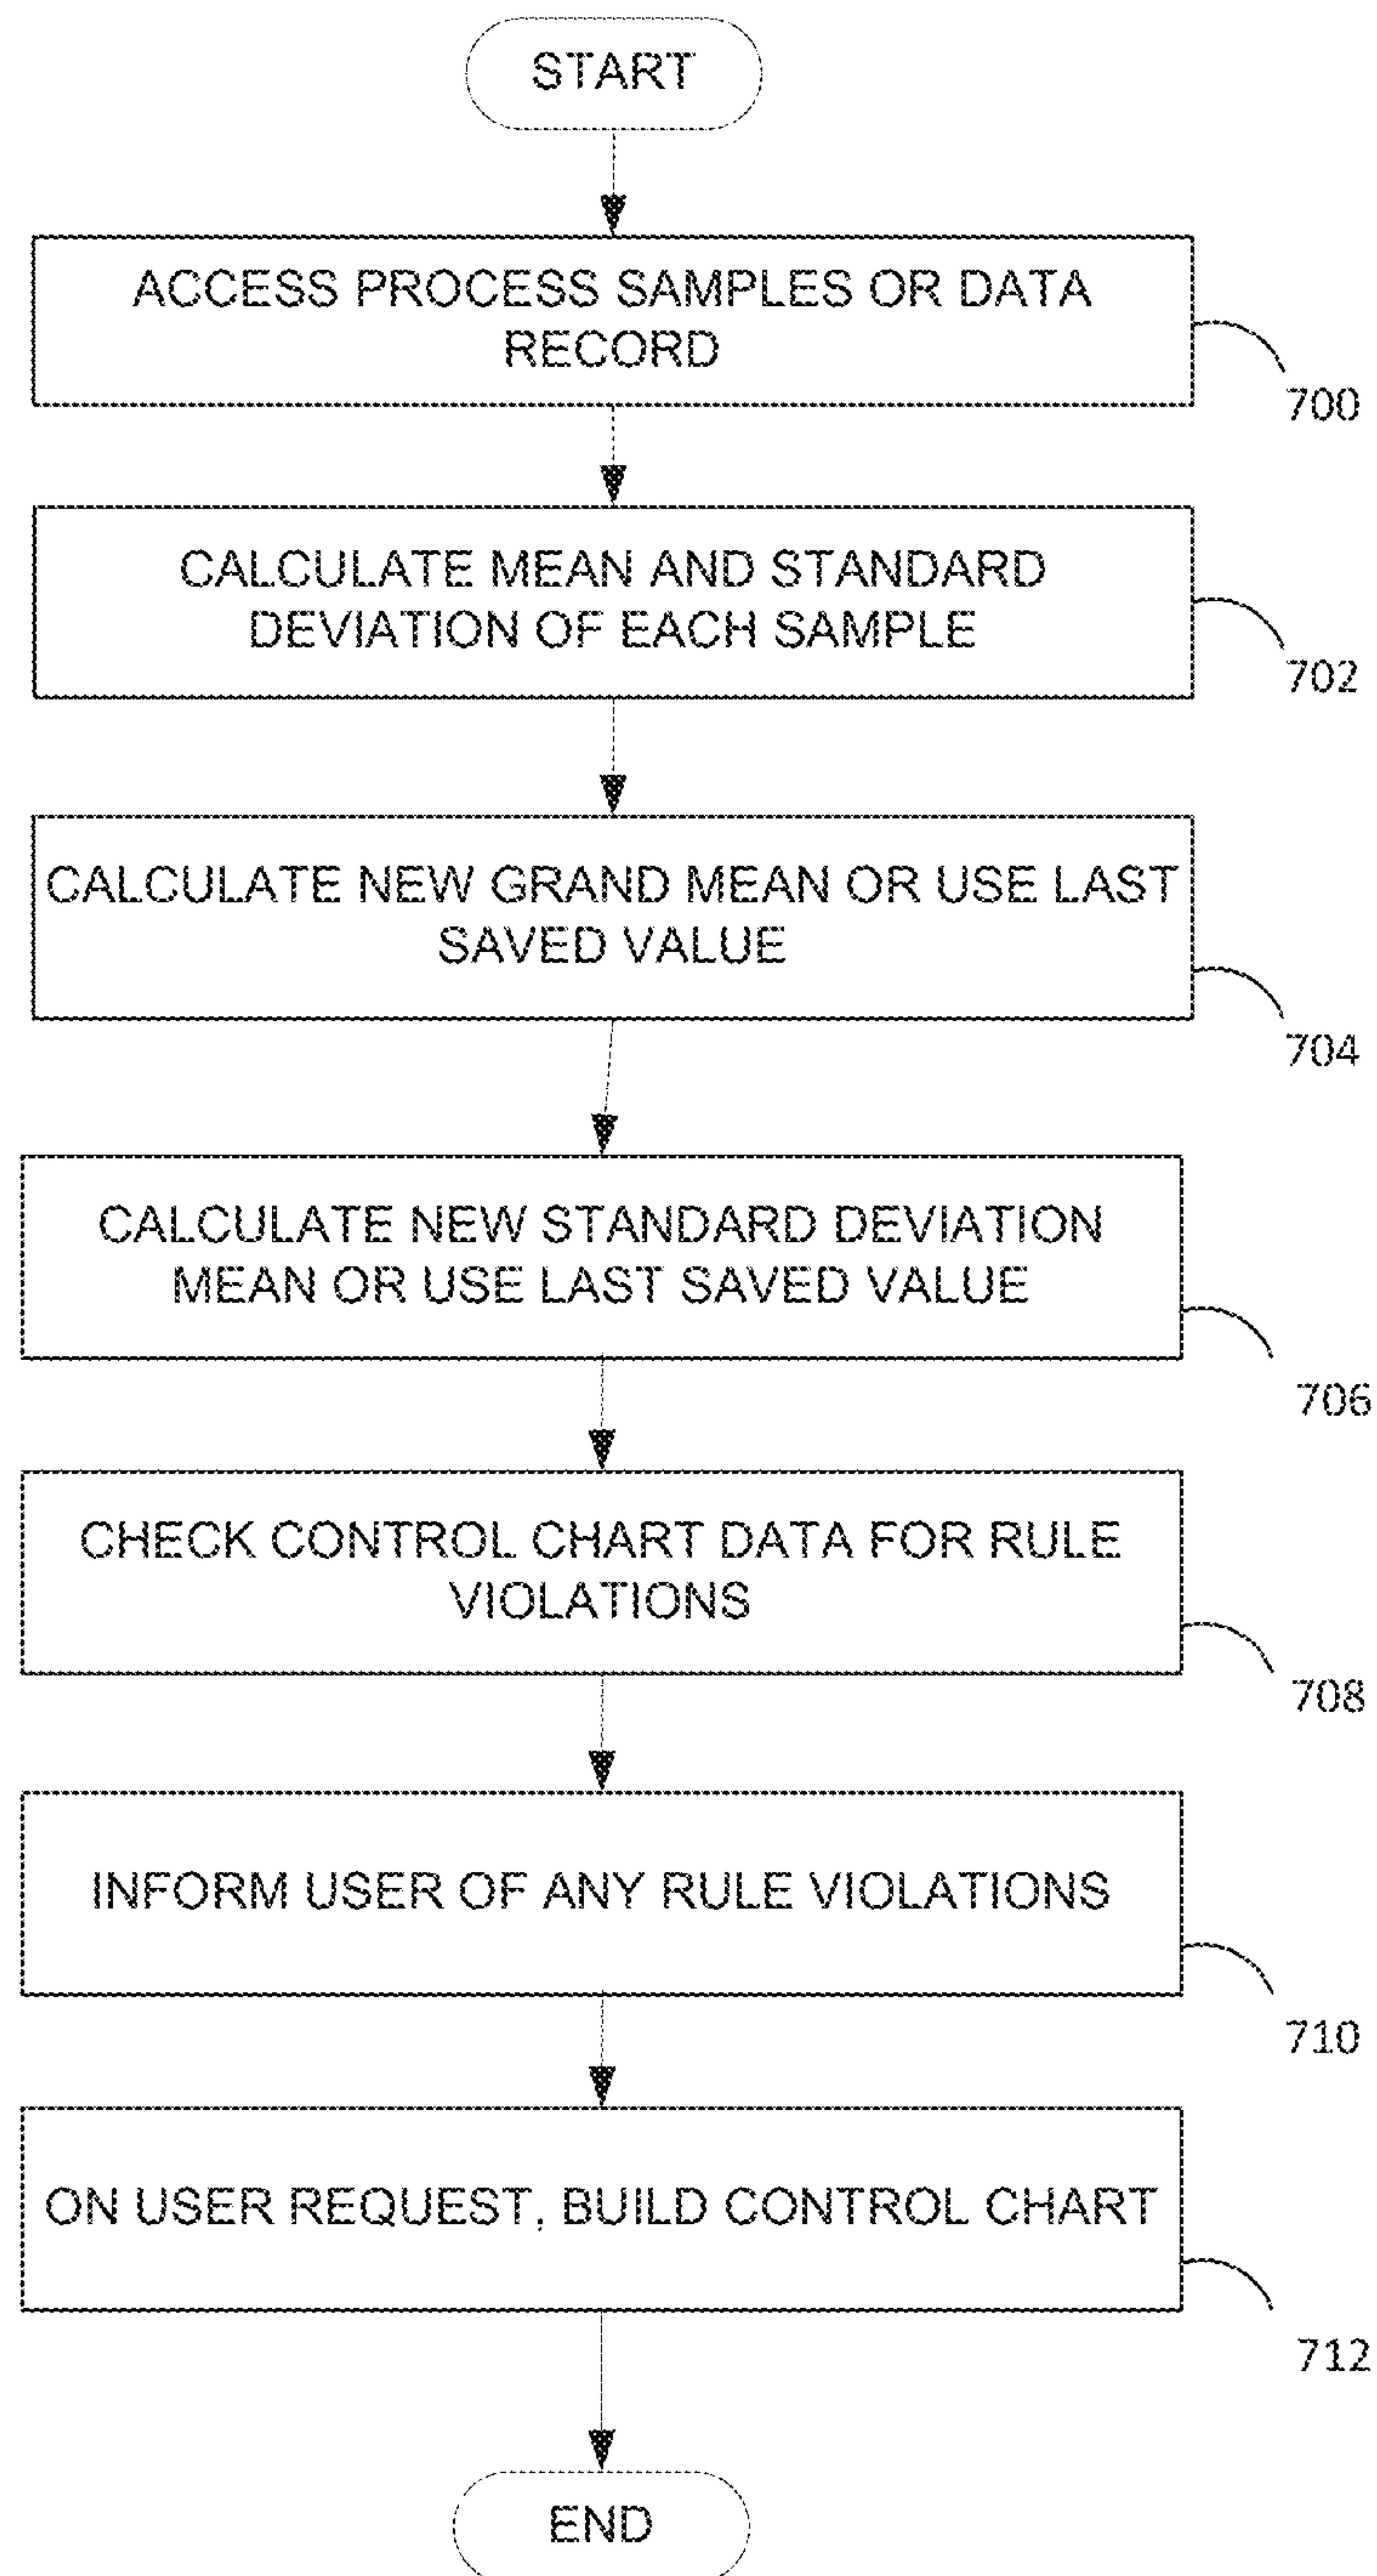 START
ACCESS PROCESS SAMPLES OR DATA
RECORD
700
CALCULATE MEAN AND STANDARD
DEVIATION OF EACH SAMPLE
702
CALCULATE NEW GRAND MEAN OR USE LAST
SAVED VALUE
704
CALCULATE NEW STANDARD DEVIATION
MEAN OR USE LAST SAVED VALUE
706
CHECK CONTROL CHART DATA FOR RULE
VIOLATIONS
708
INFORM USER OF ANY RULE VIOLATIONS
710
ON USER REQUEST, BUILD CONTROL CHART
712
END